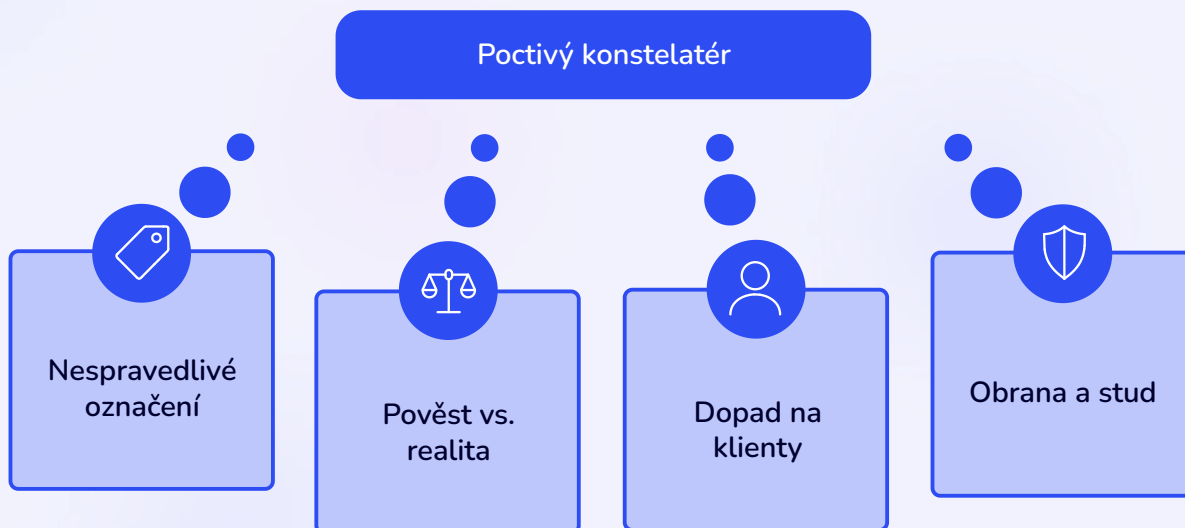 Poctivý konstelatér
Nespravedlivé
označení
Pověst vs.
realita
Dopad na
klienty
Obrana a stud